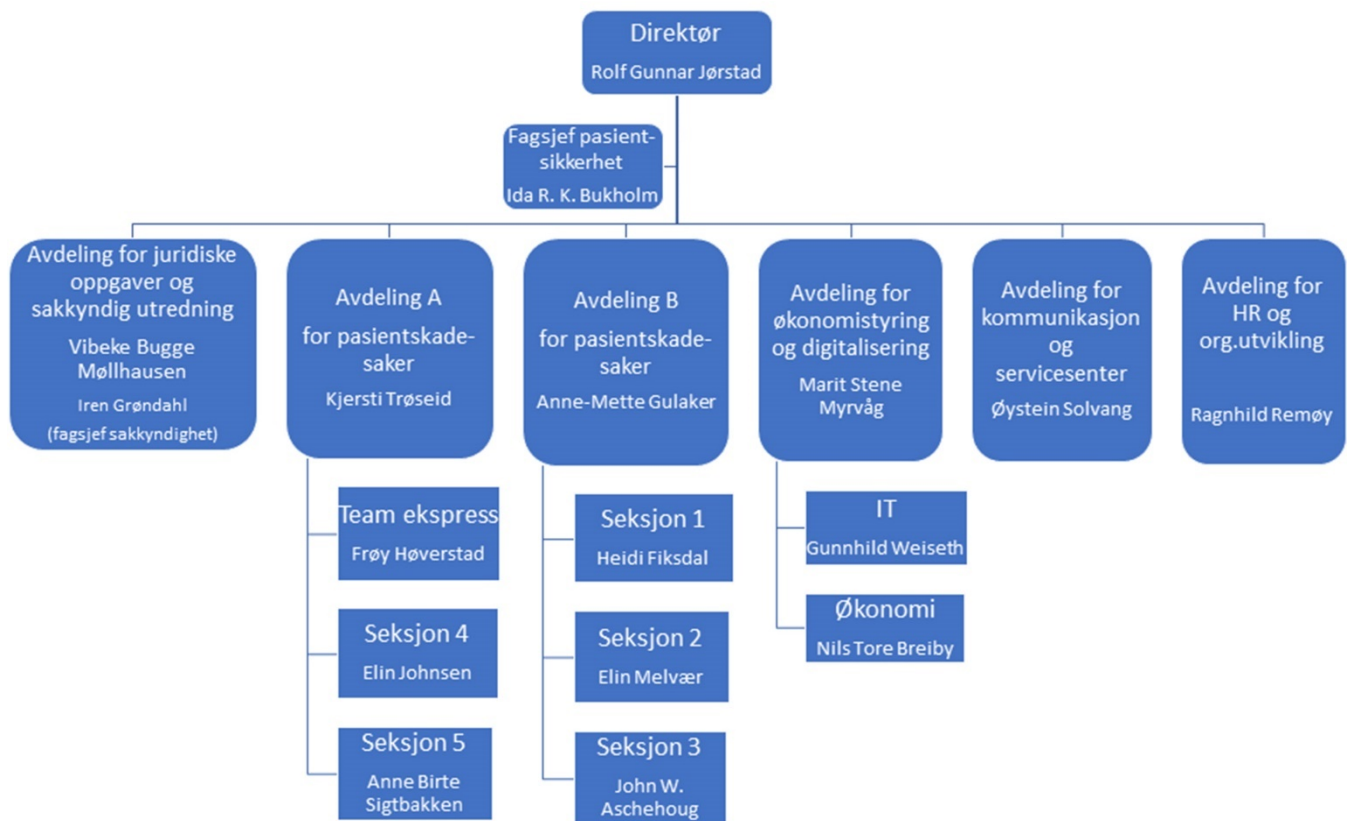 Direktør
Rolf Gunnar Jørstad
Fagsjef pasient-
sikkerhet
Ida R. K. Bukholm
Avdeling for juridiske
oppgaver og
sakkyndig utredning
Vibeke Bugge
Møllhausen
Iren Grøndahl
(fagsjef sakkyndighet)
Avdeling A
for pasientskade-
saker
Kjersti Trøseid
Avdeling B
for pasientskade-
saker
Anne-Mette Gulaker
Avdeling for
økonomistyring
og digitalisering
Marit Stene
Myrvåg
Avdeling for
kommunikasjon
og
servicesenter
Øystein Solvang
Avdeling for
HR og
org.utvikling
Ragnhild Remøy
Team ekspress
Frøy Høverstad
Seksjon 4
Elin Johnsen
Seksjon 5
Anne Birte
Sigtbakken
Seksjon 1
Heidi Fiksdal
Seksjon 2
Elin Melvær
Seksjon 3
John W.
Aschehoug
IT
Gunnhild Weiseth
Økonomi
Nils Tore Breiby